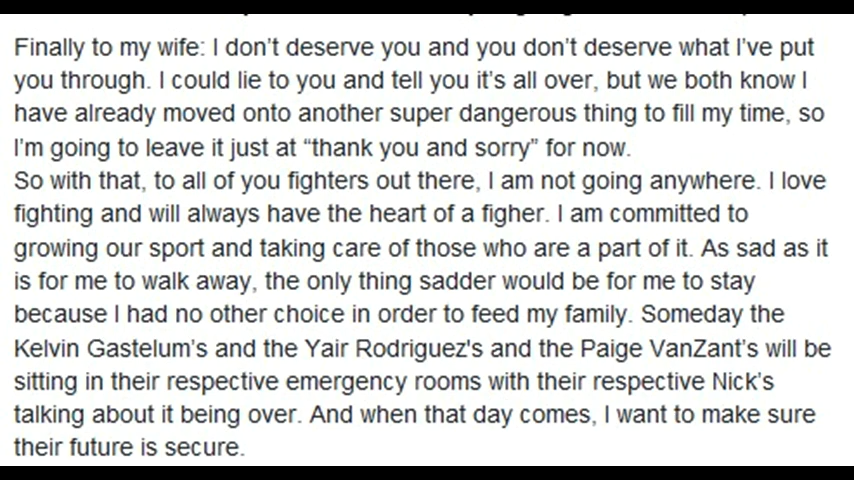 Finally to my wife: I don’t deserve you and you don’t deserve what I’ve put
you through. I could lie to you and tell you it’s all over, but we both know I
have already moved onto another super dangerous thing to fill my time, so
I’m going to leave it just at “thank you and sorry” for now.
So with that, to all of you fighters out there, I am not going anywhere. I love
fighting and will always have the heart of a figher. I am committed to
growing our sport and taking care of those who are a part of it. As sad as it
is for me to walk away, the only thing sadder would be for me to stay
because I had no other choice in order to feed my family. Someday the
Kelvin Gastelum’s and the Yair Rodriguez's and the Paige VanZant’s will be
sitting in their respective emergency rooms with their respective Nick’s
talking about it being over. And when that day comes, I want to make sure
their future is secure.